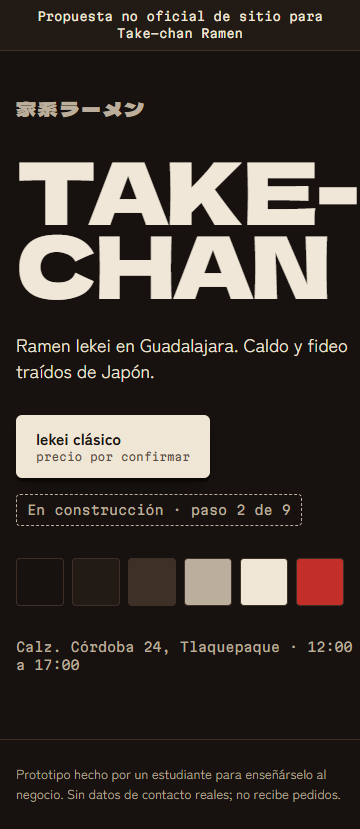 Propuesta no oficial de sitio para
Take-chan Ramen
家系ラーメン
TAKE-
CHAN
Ramen Iekei en Guadalajara. Caldo y fideo
traídos de Japón.
Iekei clásico
precio por confirmar
En construcción · paso 2 de 9
Calz. Córdoba 24, Tlaquepaque · 12:00
a 17:00
Prototipo hecho por un estudiante para enseñárselo al
negocio. Sin datos de contacto reales; no recibe pedidos.